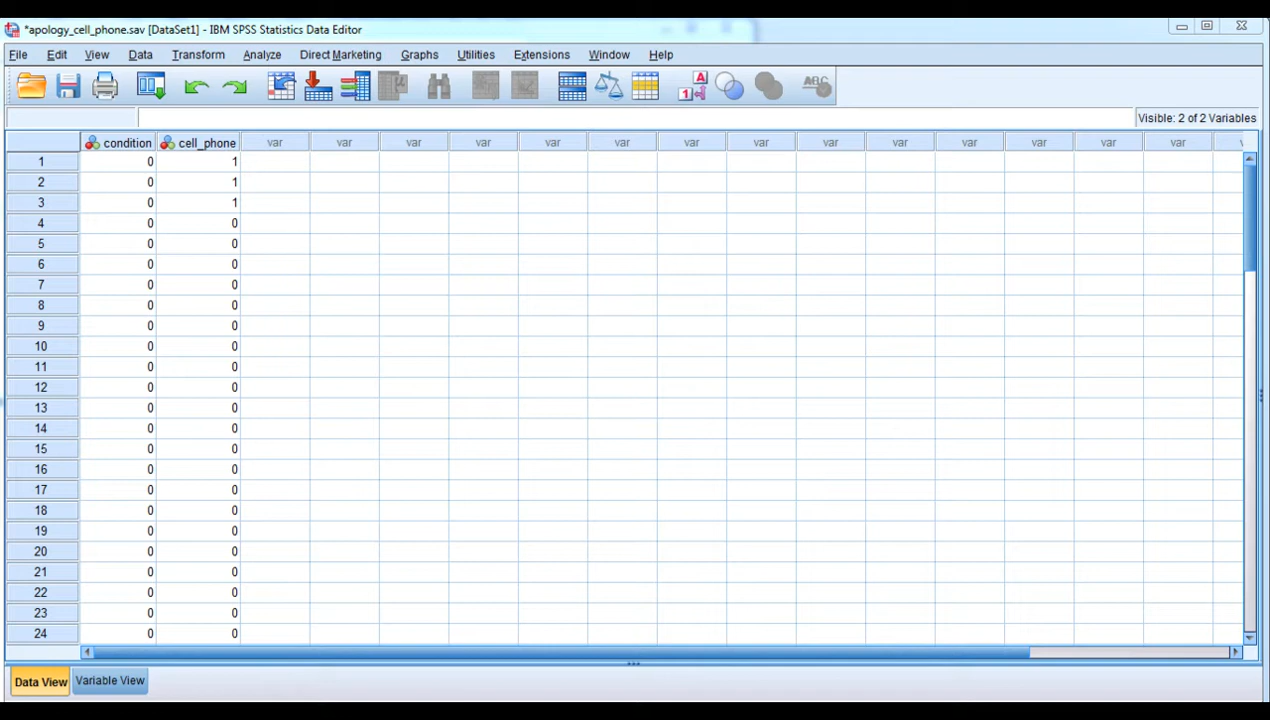 *apology_cell_phone.sav [DataSet1] - IBM SPSS Statistics Data Editor
File Edit View Data Transform Analyze Direct Marketing Graphs Utilities Extensions Window Help
A
1
ABC
Visible: 2 of 2 Variables
condition cell_phone var var var var var var var var var var var var var var
1 0 1
2 0 1
3 0 1
4 0 0
5 0 0
6 0 0
7 0 0
8 0 0
9 0 0
10 0 0
11 0 0
12 0 0
13 0 0
14 0 0
15 0 0
16 0 0
17 0 0
18 0 0
19 0 0
20 0 0
21 0 0
22 0 0
23 0 0
24 0 0
Data View Variable View